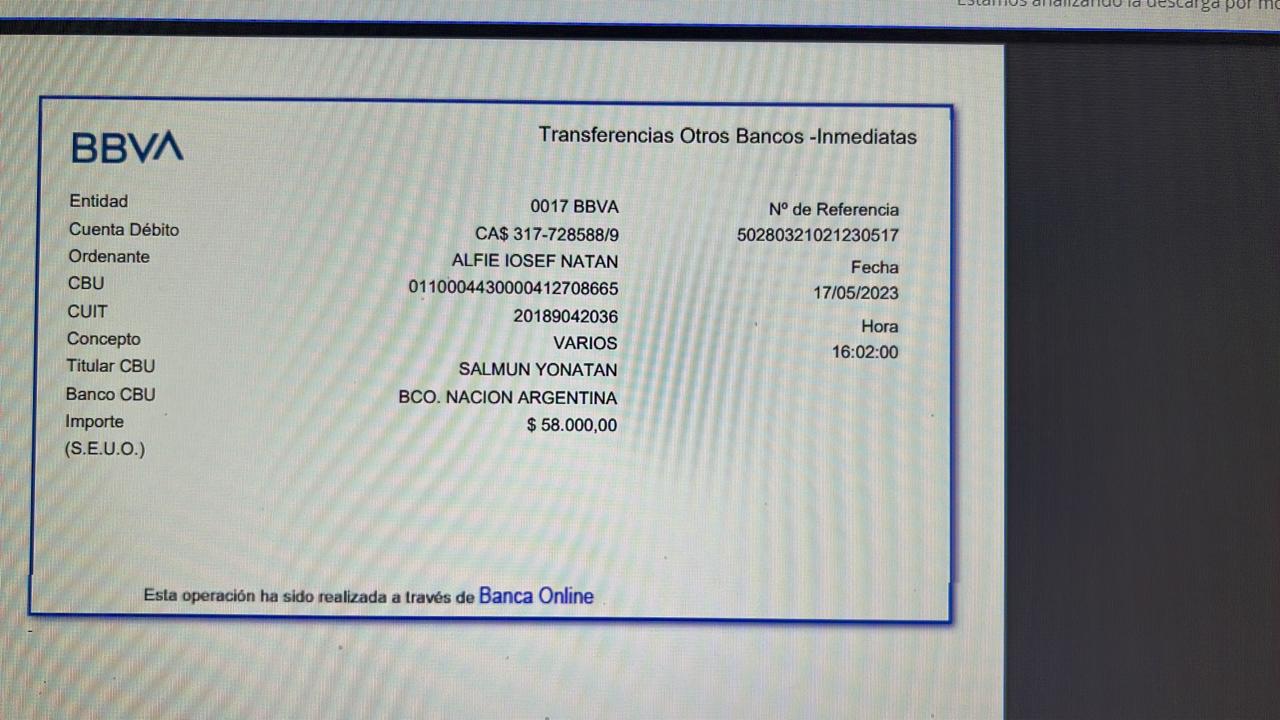 Estamos analizando la descarga por
BBVA
Transferencias Otros Bancos -Inmediatas
Entidad 0017 BBVA
Cuenta Débito CA$ 317-728588/9
Ordenante ALFIE IOSEF NATAN
CBU 0110004430000412708665
CUIT 20189042036
Concepto VARIOS
Titular CBU SALMUN YONATAN
Banco CBU BCO. NACION ARGENTINA
Importe $ 58.000,00
(S.E.U.O.)
Nº de Referencia
50280321021230517
Fecha
17/05/2023
Hora
16:02:00
Esta operación ha sido realizada a través de Banca Online